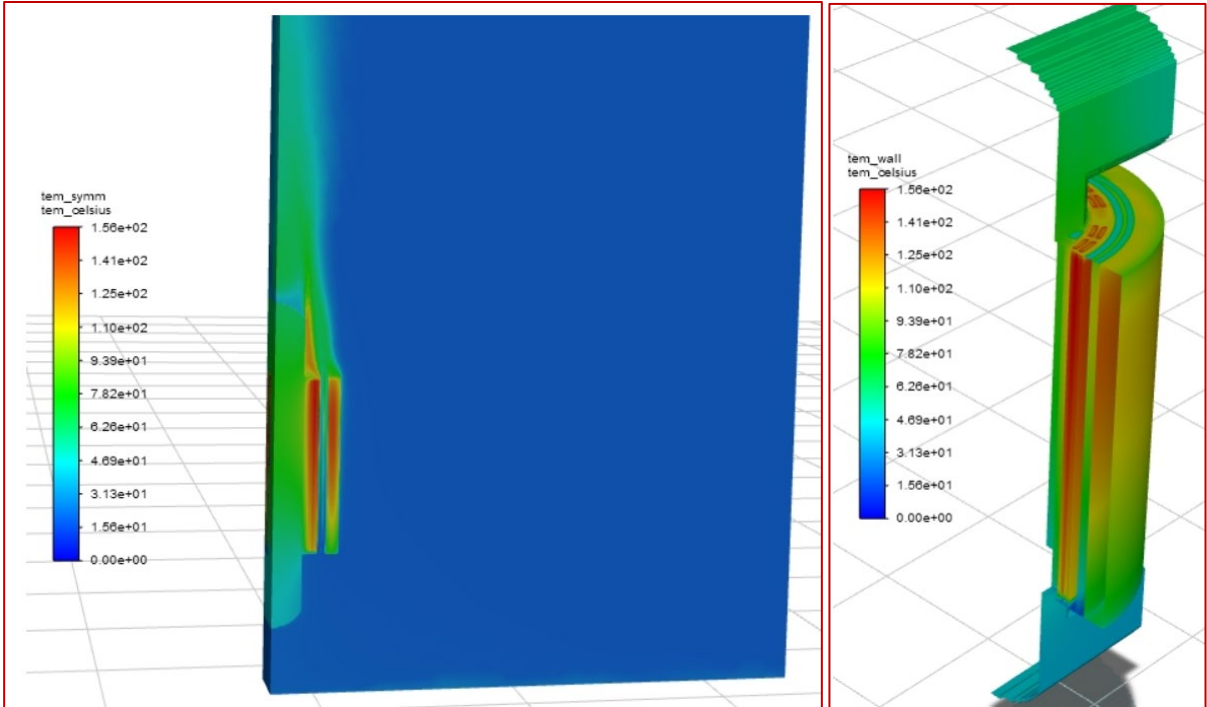 tem_symm
tem_celsius
1.56e+02
1.41e+02
1.25e+02
1.10e+02
9.39e+01
7.82e+01
6.26e+01
4.69e+01
3.13e+01
1.56e+01
0.00e+00
tem_wall
tem_celsius
1.56e+02
1.41e+02
1.25e+02
1.10e+02
9.39e+01
7.82e+01
6.26e+01
4.69e+01
3.13e+01
1.56e+01
0.00e+00